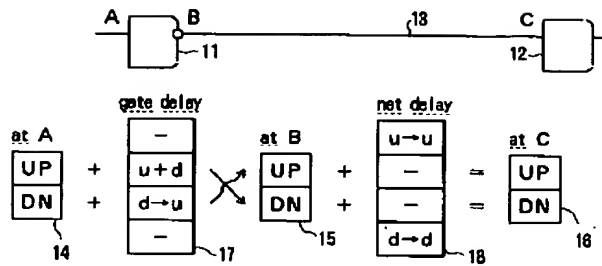 A B 13 C
11 12
gate delay net delay
at A - at B u→u at C
UP + u+d UP + - = UP
DN + d→u DN + - = DN
14 - 17 15 d→d 18 16